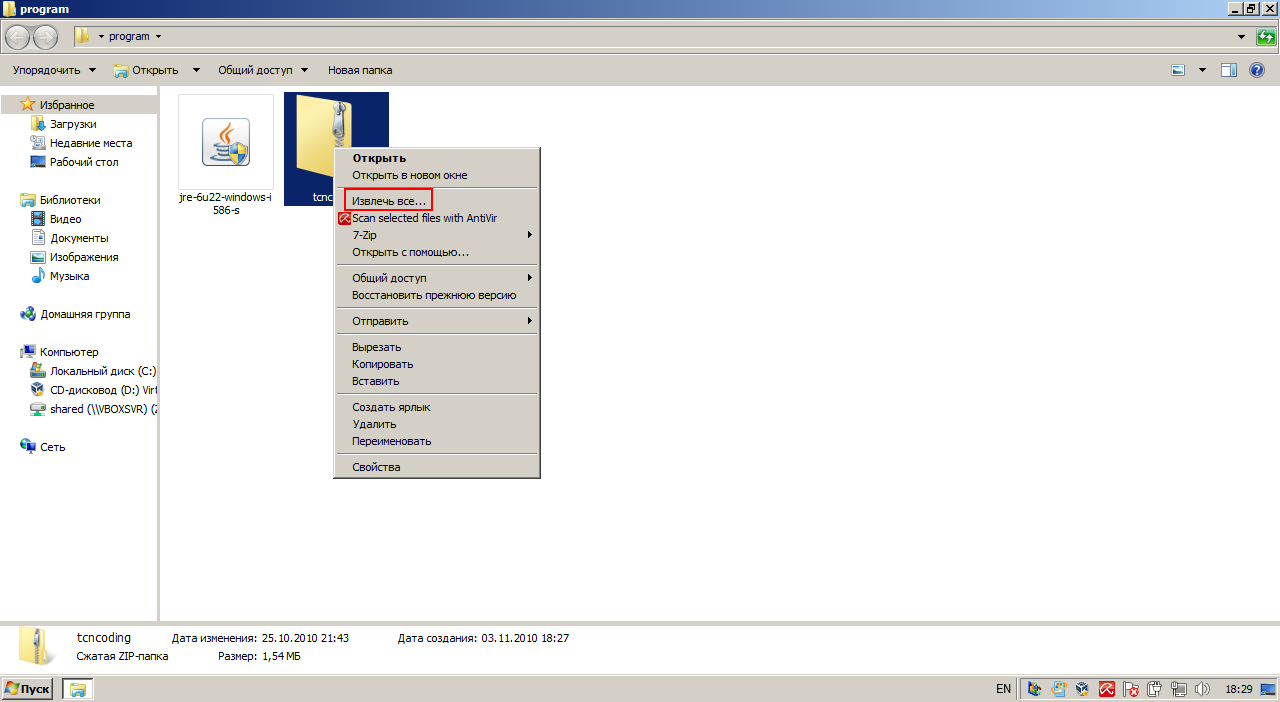 program
program
Упорядочить
Открыть
Общий доступ
Новая папка
Избранное
Загрузки
Недавние места
Рабочий стол
Библиотеки
Видео
Документы
Изображения
Музыка
Домашняя группа
Компьютер
Локальный диск (C:)
CD-дисковод (D:) Virt
shared (\\VBOXSVR) (Z
Сеть
jre-6u22-windows-i
586-s
tcnc
Открыть
Открыть в новом окне
Извлечь все...
Scan selected files with AntiVir
7-Zip
Открыть с помощью...
Общий доступ
Восстановить прежнюю версию
Отправить
Вырезать
Копировать
Вставить
Создать ярлык
Удалить
Переименовать
Свойства
tcncoding Дата изменения: 25.10.2010 21:43 Дата создания: 03.11.2010 18:27
Сжатая ZIP-папка Размер: 1,54 МБ
Пуск EN 18:29